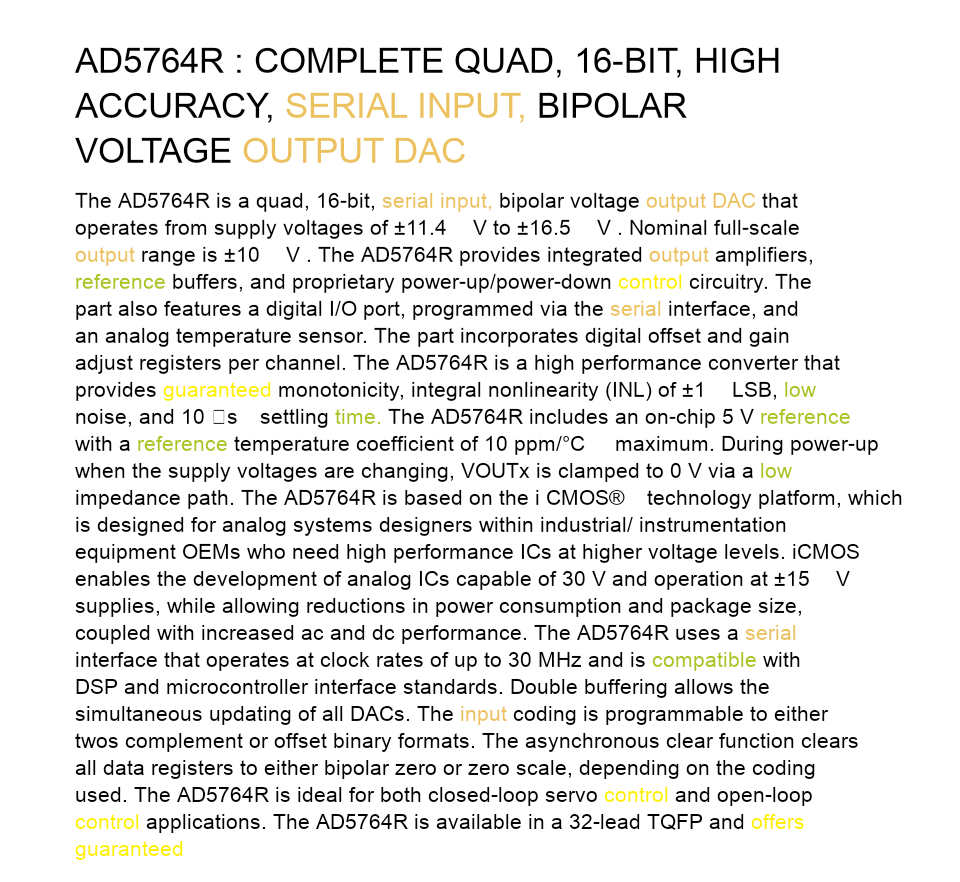 AD5764R : COMPLETE QUAD, 16-BIT, HIGH
ACCURACY, SERIAL INPUT, BIPOLAR
VOLTAGE OUTPUT DAC
The AD5764R is a quad, 16-bit, serial input, bipolar voltage output DAC that
operates from supply voltages of ±11.4 V to ±16.5 V . Nominal full-scale
output range is ±10 V . The AD5764R provides integrated output amplifiers,
reference buffers, and proprietary power-up/power-down control circuitry. The
part also features a digital I/O port, programmed via the serial interface, and
an analog temperature sensor. The part incorporates digital offset and gain
adjust registers per channel. The AD5764R is a high performance converter that
provides guaranteed monotonicity, integral nonlinearity (INL) of ±1 LSB, low
noise, and 10 □s settling time. The AD5764R includes an on-chip 5 V reference
with a reference temperature coefficient of 10 ppm/°C maximum. During power-up
when the supply voltages are changing, VOUTx is clamped to 0 V via a low
impedance path. The AD5764R is based on the i CMOS® technology platform, which
is designed for analog systems designers within industrial/ instrumentation
equipment OEMs who need high performance ICs at higher voltage levels. iCMOS
enables the development of analog ICs capable of 30 V and operation at ±15 V
supplies, while allowing reductions in power consumption and package size,
coupled with increased ac and dc performance. The AD5764R uses a serial
interface that operates at clock rates of up to 30 MHz and is compatible with
DSP and microcontroller interface standards. Double buffering allows the
simultaneous updating of all DACs. The input coding is programmable to either
twos complement or offset binary formats. The asynchronous clear function clears
all data registers to either bipolar zero or zero scale, depending on the coding
used. The AD5764R is ideal for both closed-loop servo control and open-loop
control applications. The AD5764R is available in a 32-lead TQFP and offers
guaranteed